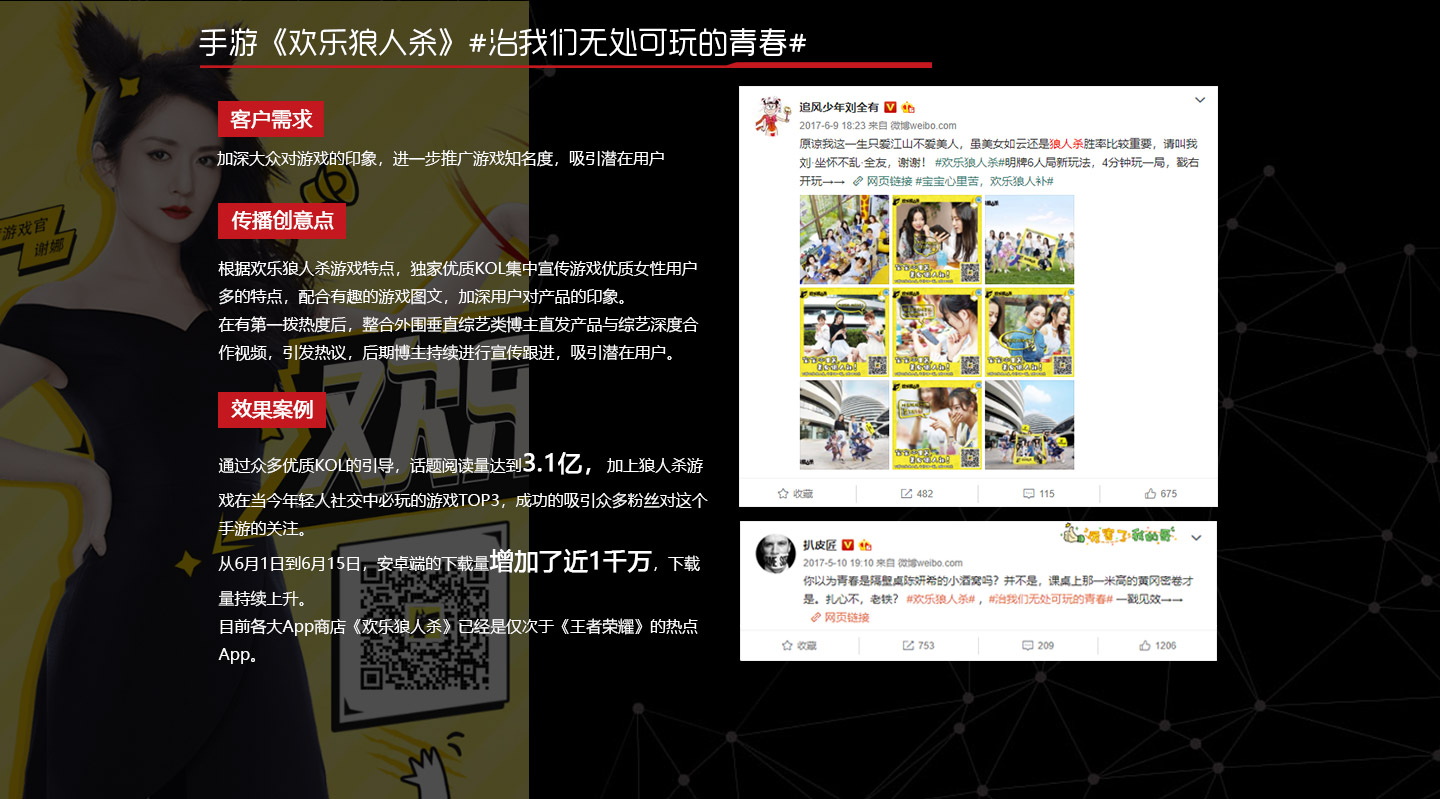 手游《欢乐狼人杀》#治我们无处可玩的青春#
客户需求
加深大众对游戏的印象，进一步推广游戏知名度，吸引潜在用户
传播创意点
根据欢乐狼人杀游戏特点，独家优质KOL集中宣传游戏优质女性用户
多的特点，配合有趣的游戏图文，加深用户对产品的印象。
在有第一拨热度后，整合外围垂直综艺类博主直发产品与综艺深度合
作视频，引发热议，后期博主持续进行宣传跟进，吸引潜在用户。
效果案例
通过众多优质KOL的引导，话题阅读量达到3.1亿，加上狼人杀游
戏在当今年轻人社交中必玩的游戏TOP3，成功的吸引众多粉丝对这个
手游的关注。
从6月1日到6月15日，安卓端的下载量增加了近1千万，下载
量持续上升。
目前各大App商店《欢乐狼人杀》已经是仅次于《王者荣耀》的热点
App。
游戏官
谢娜
追风少年刘全有
2017-6-9 18:23 来自 微博weibo.com
原谅我这一生只爱江山不爱美人，虽美女如云还是狼人杀胜率比较重要，请叫我
刘·坐怀不乱·全友，谢谢！ #欢乐狼人杀#明牌6人局新玩法，4分钟玩一局，戳右
开玩→→ 网页链接 #宝宝心里苦，欢乐狼人补#
收藏 482 115 675
扒皮匠
2017-5-10 19:10 来自 微博weibo.com
你以为青春是隔壁桌陈妍希的小酒窝吗？并不是，课桌上那一米高的黄冈密卷才
是。扎心不，老铁？ #欢乐狼人杀# ，#治我们无处可玩的青春# 一戳见效→→
网页链接
收藏 753 209 1206